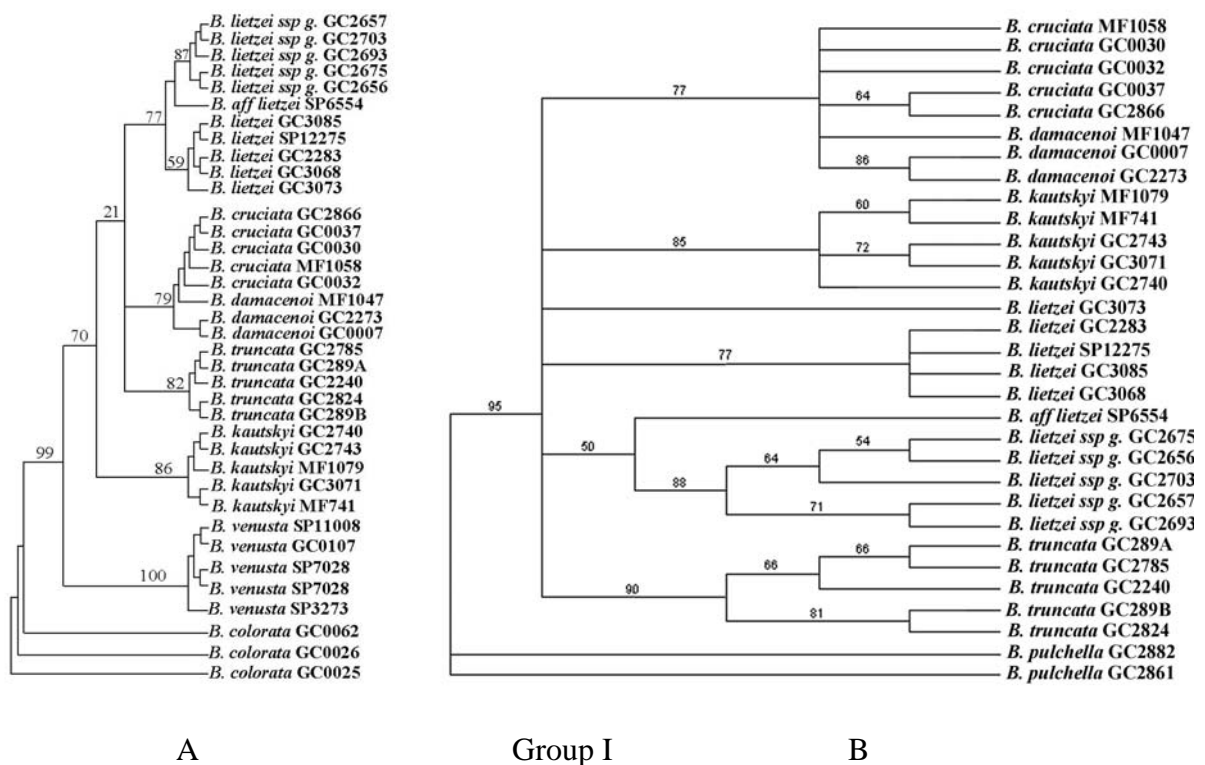 B. lietzei ssp g. GC2657
B. lietzei ssp g. GC2703
87
B. lietzei ssp g. GC2693
B. lietzei ssp g. GC2675
B. lietzei ssp g. GC2656
B. aff lietzei SP6554
77
B. lietzei GC3085
B. lietzei SP12275
B. lietzei GC2283
59
B. lietzei GC3068
B. lietzei GC3073
21
B. cruciata GC2866
B. cruciata GC0037
B. cruciata GC0030
B. cruciata MF1058
B. cruciata GC0032
79
B. damacenoi MF1047
B. damacenoi GC2273
B. damacenoi GC0007
70
B. truncata GC2785
B. truncata GC289A
82
B. truncata GC2240
B. truncata GC2824
B. truncata GC289B
B. kautskyi GC2740
B. kautskyi GC2743
99
86
B. kautskyi MF1079
B. kautskyi GC3071
B. kautskyi MF741
B. venusta SP11008
B. venusta GC0107
B. venusta SP7028
100
B. venusta SP7028
B. venusta SP3273
B. colorata GC0062
B. colorata GC0026
B. colorata GC0025
A
Group I
B. cruciata MF1058
B. cruciata GC0030
B. cruciata GC0032
77
B. cruciata GC0037
64
B. cruciata GC2866
B. damacenoi MF1047
B. damacenoi GC0007
86
B. damacenoi GC2273
B. kautskyi MF1079
60
B. kautskyi MF741
85
B. kautskyi GC2743
72
B. kautskyi GC3071
B. kautskyi GC2740
B. lietzei GC3073
B. lietzei GC2283
B. lietzei SP12275
77
B. lietzei GC3085
B. lietzei GC3068
95
B. aff lietzei SP6554
B. lietzei ssp g. GC2675
54
50
B. lietzei ssp g. GC2656
64
B. lietzei ssp g. GC2703
88
B. lietzei ssp g. GC2657
71
B. lietzei ssp g. GC2693
B. truncata GC289A
66
B. truncata GC2785
66
B. truncata GC2240
90
B. truncata GC289B
81
B. truncata GC2824
B. pulchella GC2882
B. pulchella GC2861
B